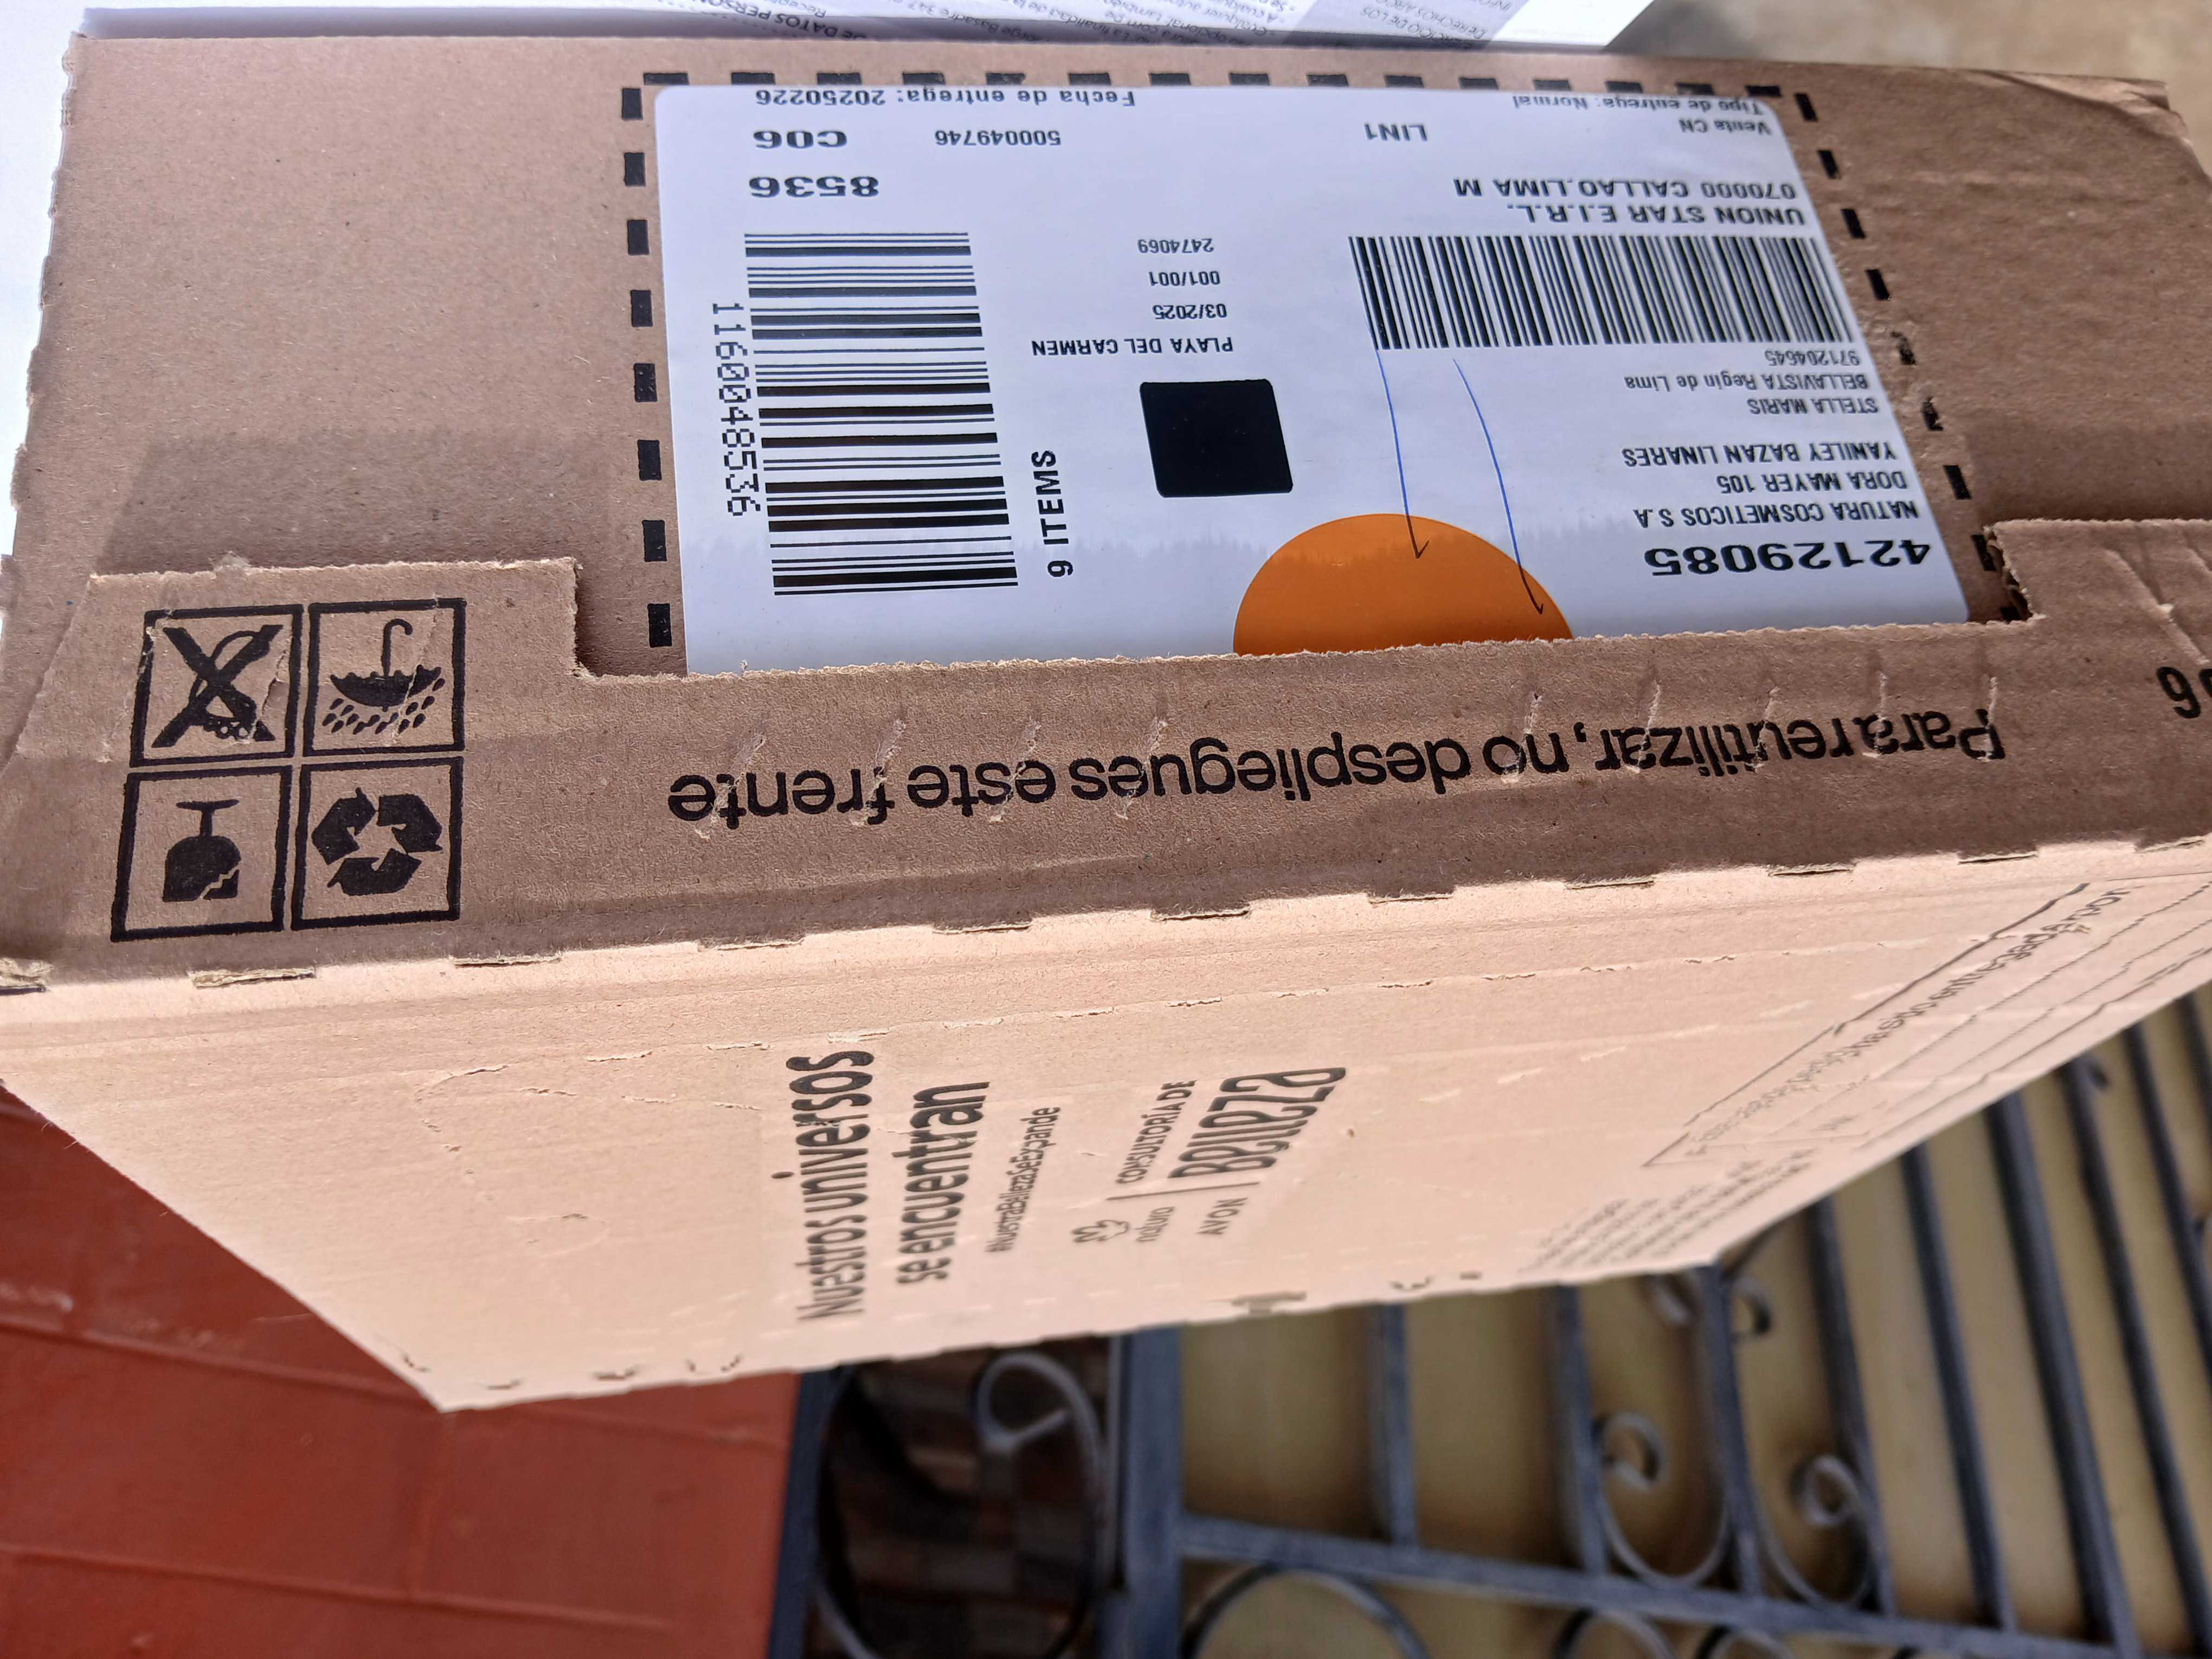 42129085
NATURA COSMETICOS S.A
DORA MAYER 105
YANILEY BAZAN LINARES
STELLA MARIS
BELLAVISTA Regin de Lima
971204645
UNION STAR E.I.R.L.
070000 CALLAO.LIMA M
Venta CN
LIN1
Tipo de entrega: Normal
9 ITEMS
PLAYA DEL CARMEN
03/2025
001/001
2474069
1160048536
8536
500049746
C06
Fecha de entrega: 20250226
Para reutilizar, no despliegues este frente
Nuestros universos
se encuentran
#NuestraBellezaSeExpande
natura
AVON
CONSULTORÍA DE
Belleza